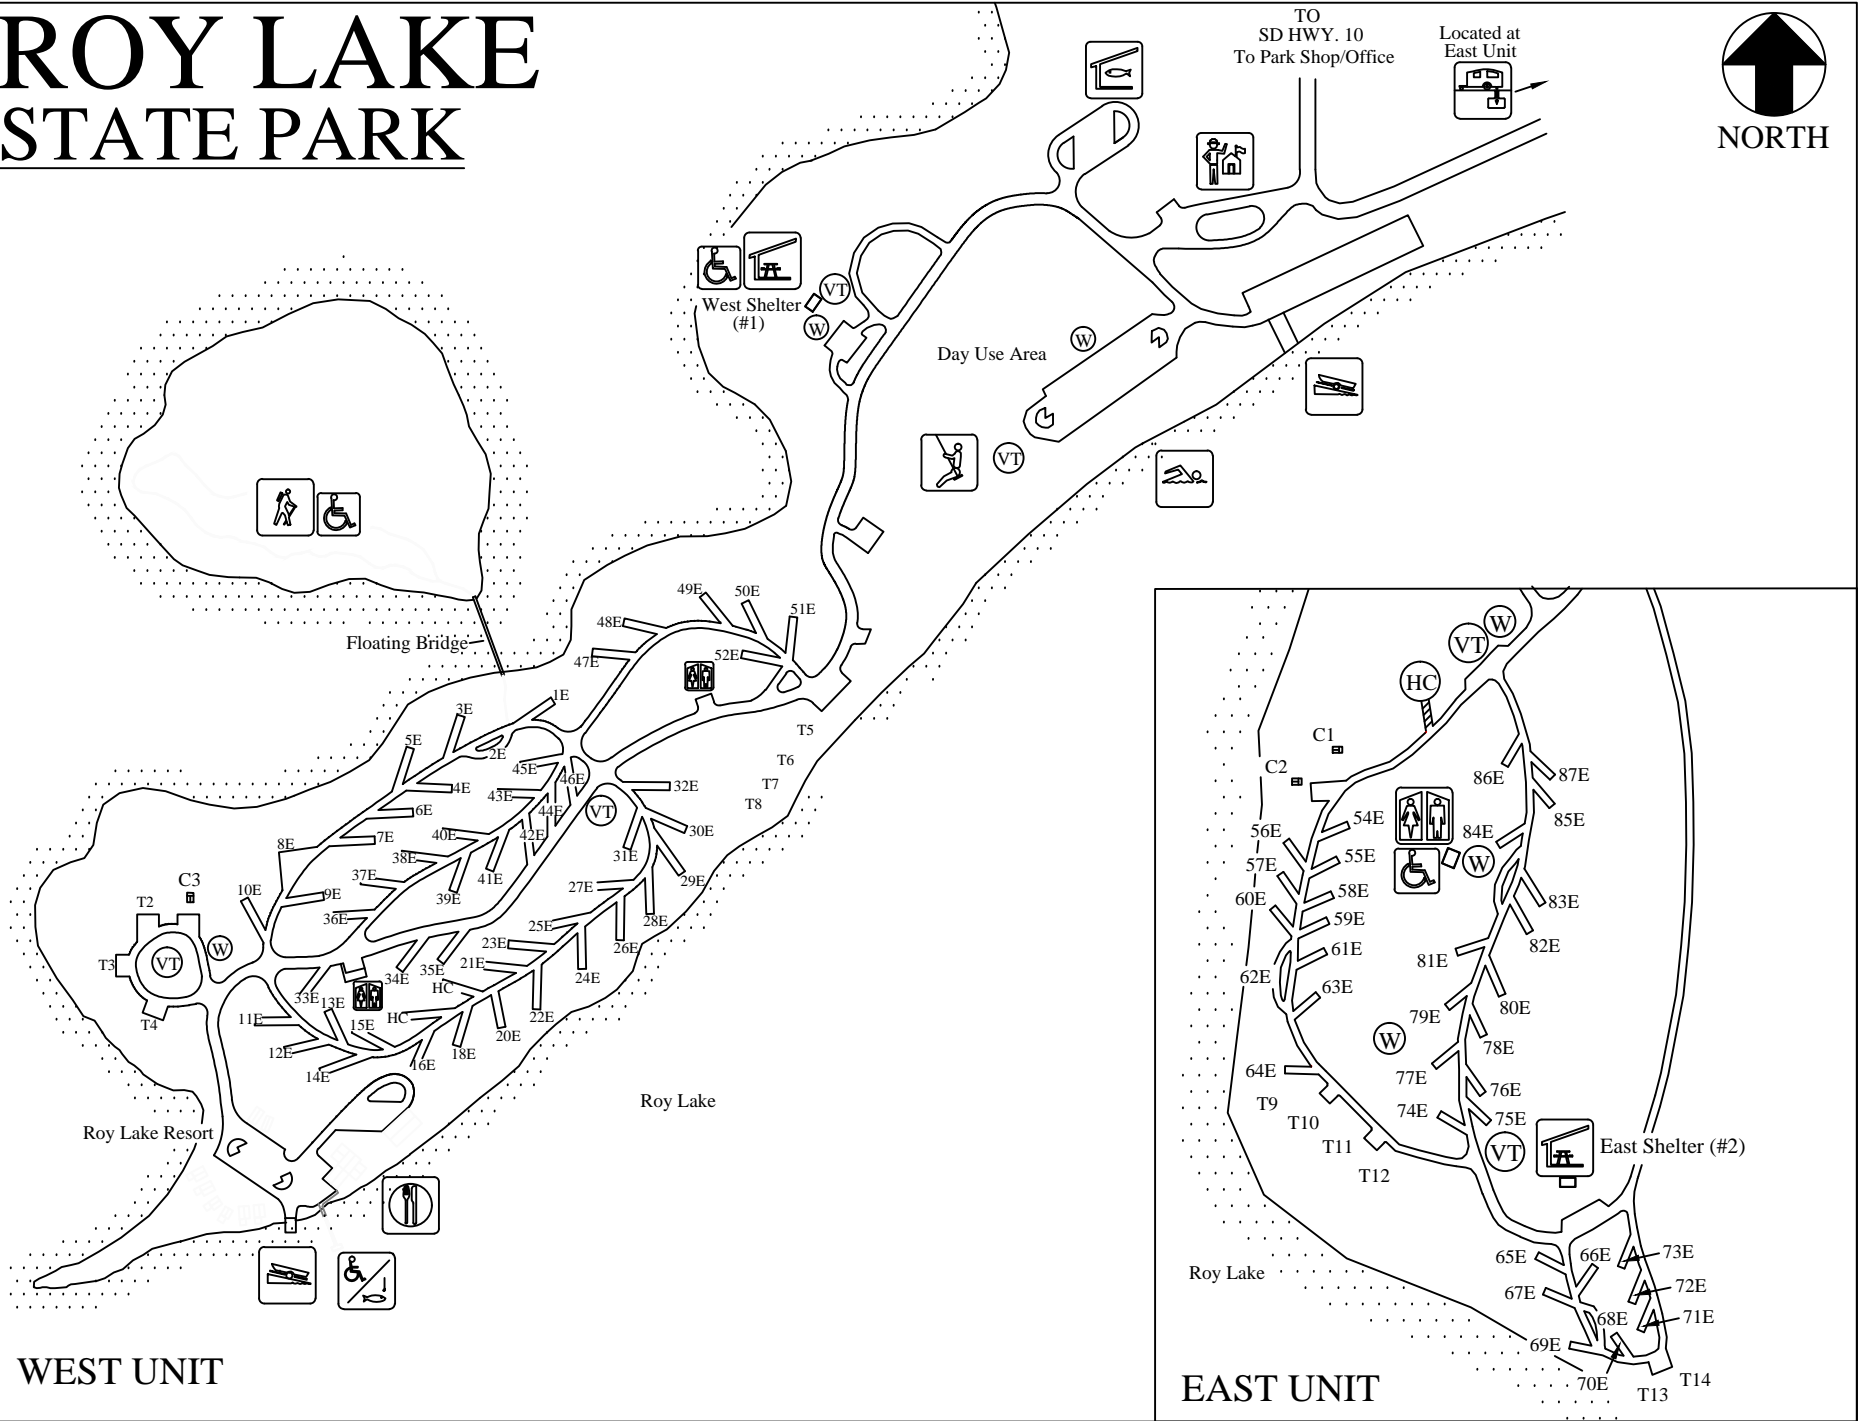 ROY LAKE
STATE PARK
TO
SD HWY. 10
To Park Shop/Office
Located at
East Unit
NORTH
West Shelter
(#1)
VT
W
Day Use Area
W
VT
Floating Bridge
49E
50E
51E
48E
47E
52E
1E
3E
5E
2E
45E
46E
4E
43E
44E
6E
32E
VT
8E
7E
40E
42E
30E
38E
31E
37E
41E
29E
10E
9E
39E
27E
36E
28E
25E
26E
C3
T2
T3
VT
W
T4
23E
21E
24E
34E
35E
HC
33E
13E
11E
15E
HC
22E
20E
12E
18E
14E
16E
T5
T6
T7
T8
Roy Lake
Roy Lake Resort
WEST UNIT
W
VT
HC
C1
C2
86E
87E
85E
54E
56E
84E
55E
57E
W
58E
60E
83E
59E
82E
61E
81E
62E
63E
80E
79E
W
78E
64E
77E
76E
T9
74E
75E
T10
T11
VT
East Shelter (#2)
T12
65E
66E
73E
Roy Lake
67E
72E
68E
71E
69E
70E
T13
T14
EAST UNIT